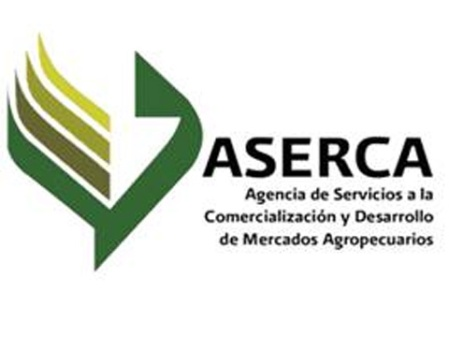 ASERCA
Agencia de Servicios a la
Comercialización y Desarrollo
de Mercados Agropecuarios